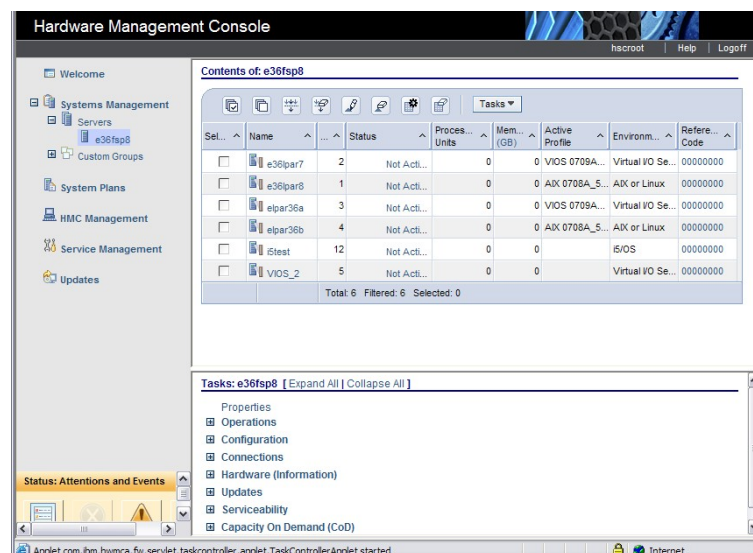 Hardware Management Console
hscroot | Help | Logoff
Welcome
Systems Management
Servers
e36fsp8
Custom Groups
System Plans
HMC Management
Service Management
Updates
Status: Attentions and Events
Contents of: e36fsp8
Tasks
Sel... Name ... Status Proces... Units Mem... (GB) Active Profile Environm... Refere... Code
e36lpar7 2 Not Acti... 0 0 VIOS 0709A... Virtual I/O Se... 00000000
e36lpar8 1 Not Acti... 0 0 AIX 0708A_5... AIX or Linux 00000000
elpar36a 3 Not Acti... 0 0 VIOS 0709A... Virtual I/O Se... 00000000
elpar36b 4 Not Acti... 0 0 AIX 0708A_5... AIX or Linux 00000000
i5test 12 Not Acti... 0 0 i5/OS 00000000
VIOS_2 5 Not Acti... 0 0 Virtual I/O Se... 00000000
Total: 6 Filtered: 6 Selected: 0
Tasks: e36fsp8 [ Expand All | Collapse All ]
Properties
Operations
Configuration
Connections
Hardware (Information)
Updates
Serviceability
Capacity On Demand (CoD)
Applet com.ibm.hwmca.fw.servlet.taskcontroller.applet.TaskControllerApplet started
Internet